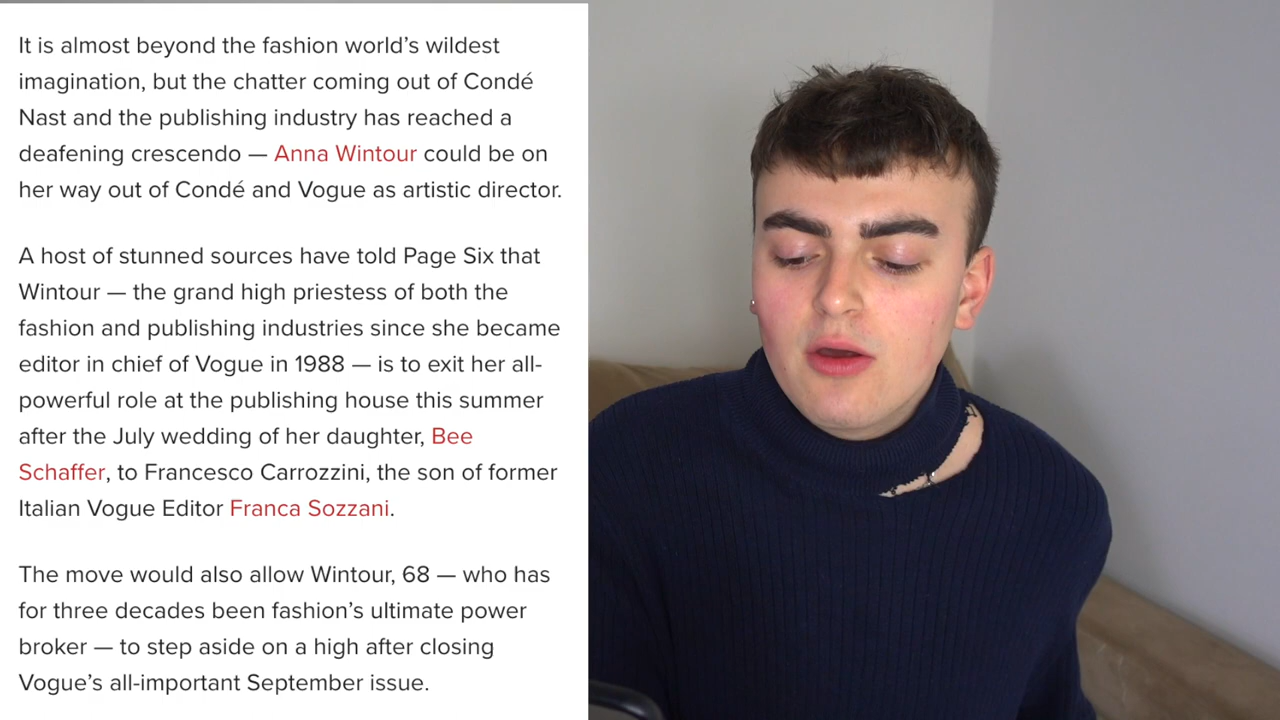 It is almost beyond the fashion world’s wildest
imagination, but the chatter coming out of Condé
Nast and the publishing industry has reached a
deafening crescendo — Anna Wintour could be on
her way out of Condé and Vogue as artistic director.
A host of stunned sources have told Page Six that
Wintour — the grand high priestess of both the
fashion and publishing industries since she became
editor in chief of Vogue in 1988 — is to exit her all-
powerful role at the publishing house this summer
after the July wedding of her daughter, Bee
Schaffer, to Francesco Carrozzini, the son of former
Italian Vogue Editor Franca Sozzani.
The move would also allow Wintour, 68 — who has
for three decades been fashion’s ultimate power
broker — to step aside on a high after closing
Vogue’s all-important September issue.